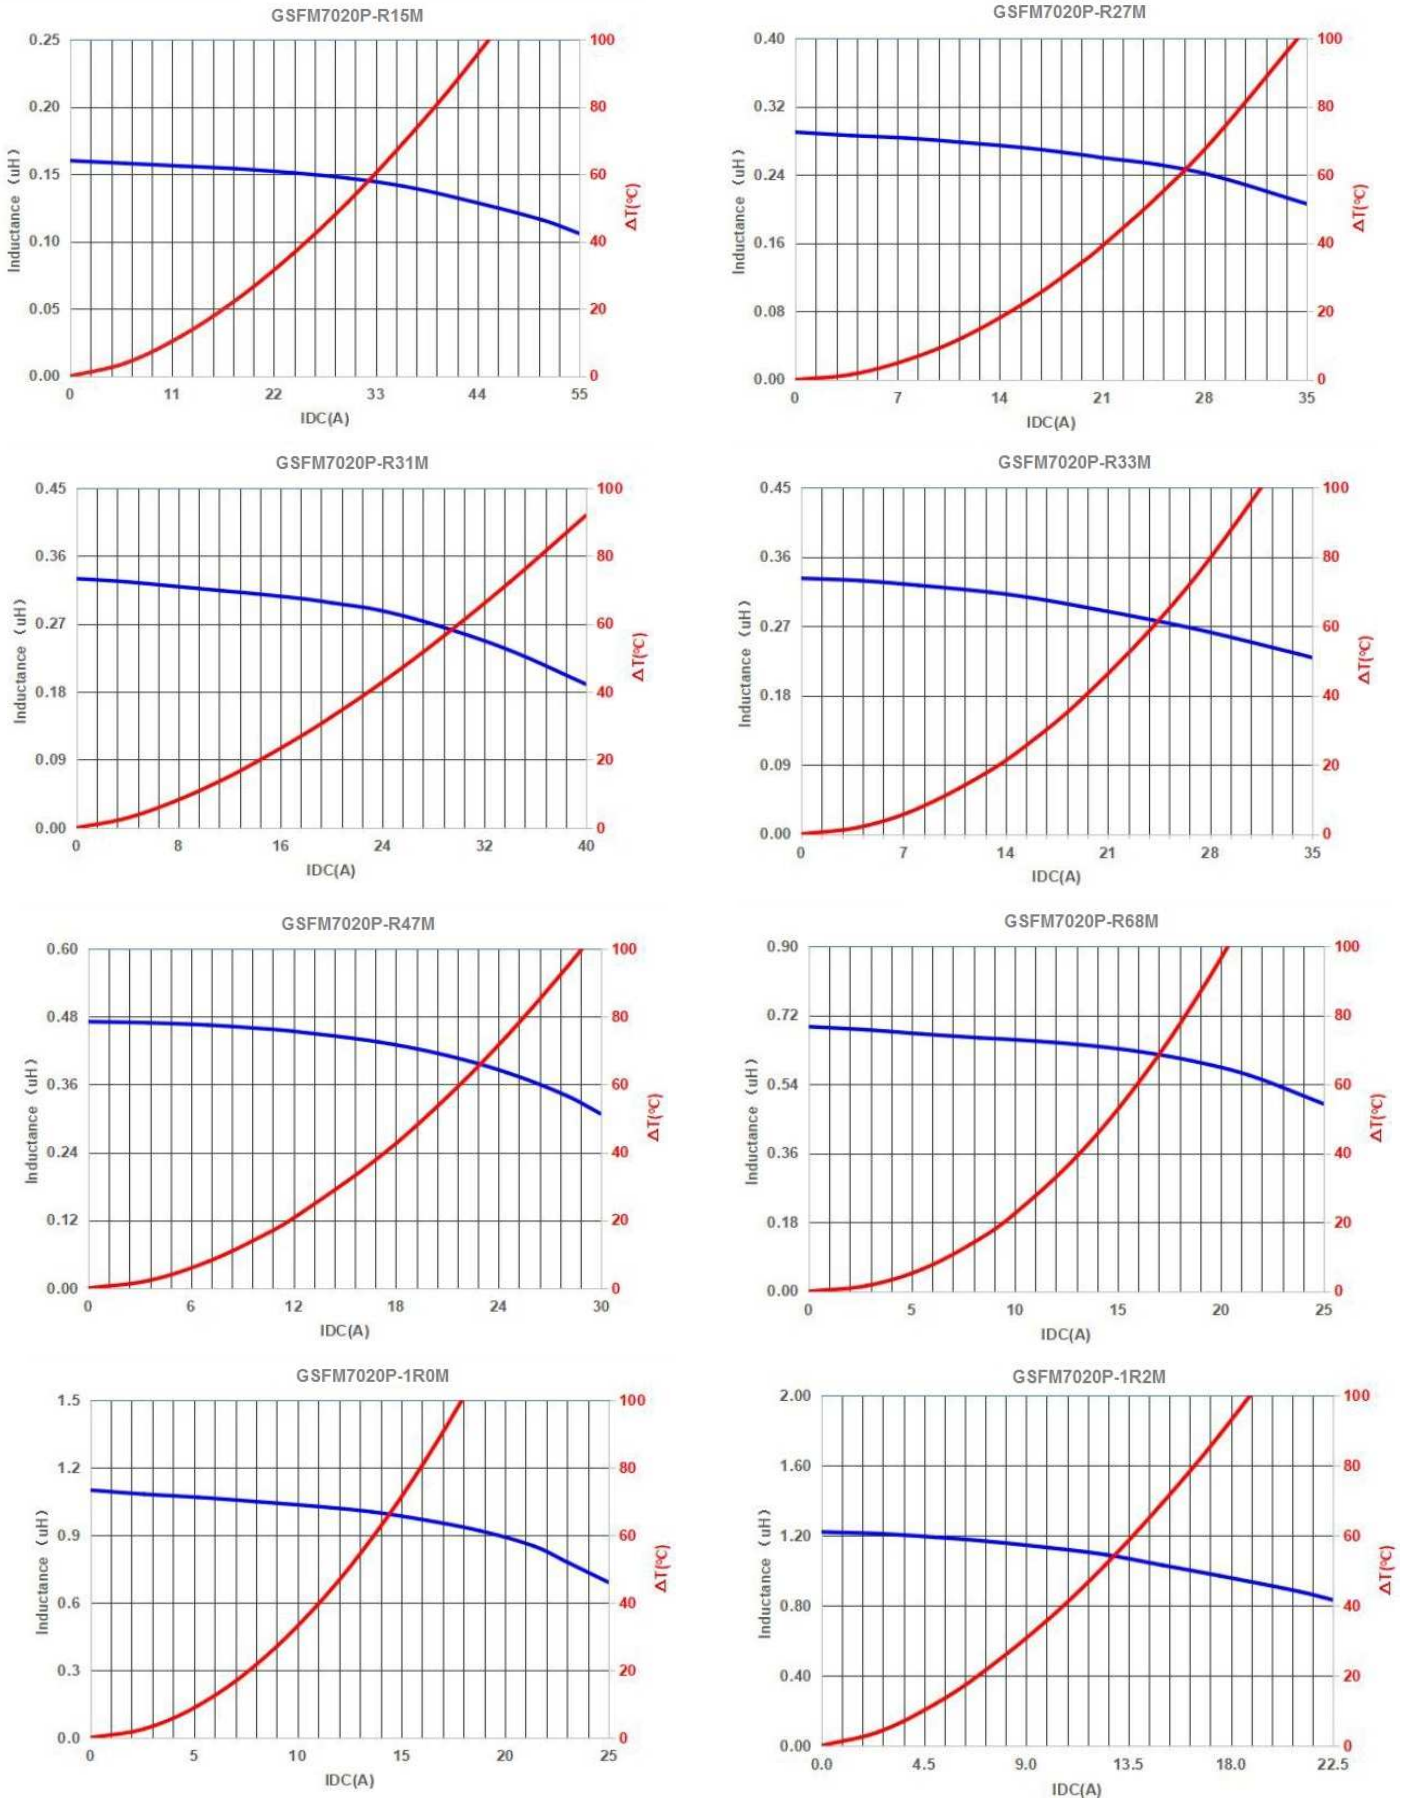 GSFM7020P-R15M
0.25
0.20
0.15
0.10
0.05
0.00
Inductance (uH)
100
80
60
40
20
0
ΔT(℃)
0 11 22 33 44 55
IDC(A)
GSFM7020P-R27M
0.40
0.32
0.24
0.16
0.08
0.00
Inductance (uH)
100
80
60
40
20
0
ΔT(℃)
0 7 14 21 28 35
IDC(A)
GSFM7020P-R31M
0.45
0.36
0.27
0.18
0.09
0.00
Inductance (uH)
100
80
60
40
20
0
ΔT(℃)
0 8 16 24 32 40
IDC(A)
GSFM7020P-R33M
0.45
0.36
0.27
0.18
0.09
0.00
Inductance (uH)
100
80
60
40
20
0
ΔT(℃)
0 7 14 21 28 35
IDC(A)
GSFM7020P-R47M
0.60
0.48
0.36
0.24
0.12
0.00
Inductance (uH)
100
80
60
40
20
0
ΔT(℃)
0 6 12 18 24 30
IDC(A)
GSFM7020P-R68M
0.90
0.72
0.54
0.36
0.18
0.00
Inductance (uH)
100
80
60
40
20
0
ΔT(℃)
0 5 10 15 20 25
IDC(A)
GSFM7020P-1R0M
1.5
1.2
0.9
0.6
0.3
0.0
Inductance (uH)
100
80
60
40
20
0
ΔT(℃)
0 5 10 15 20 25
IDC(A)
GSFM7020P-1R2M
2.00
1.60
1.20
0.80
0.40
0.00
Inductance (uH)
100
80
60
40
20
0
ΔT(℃)
0.0 4.5 9.0 13.5 18.0 22.5
IDC(A)